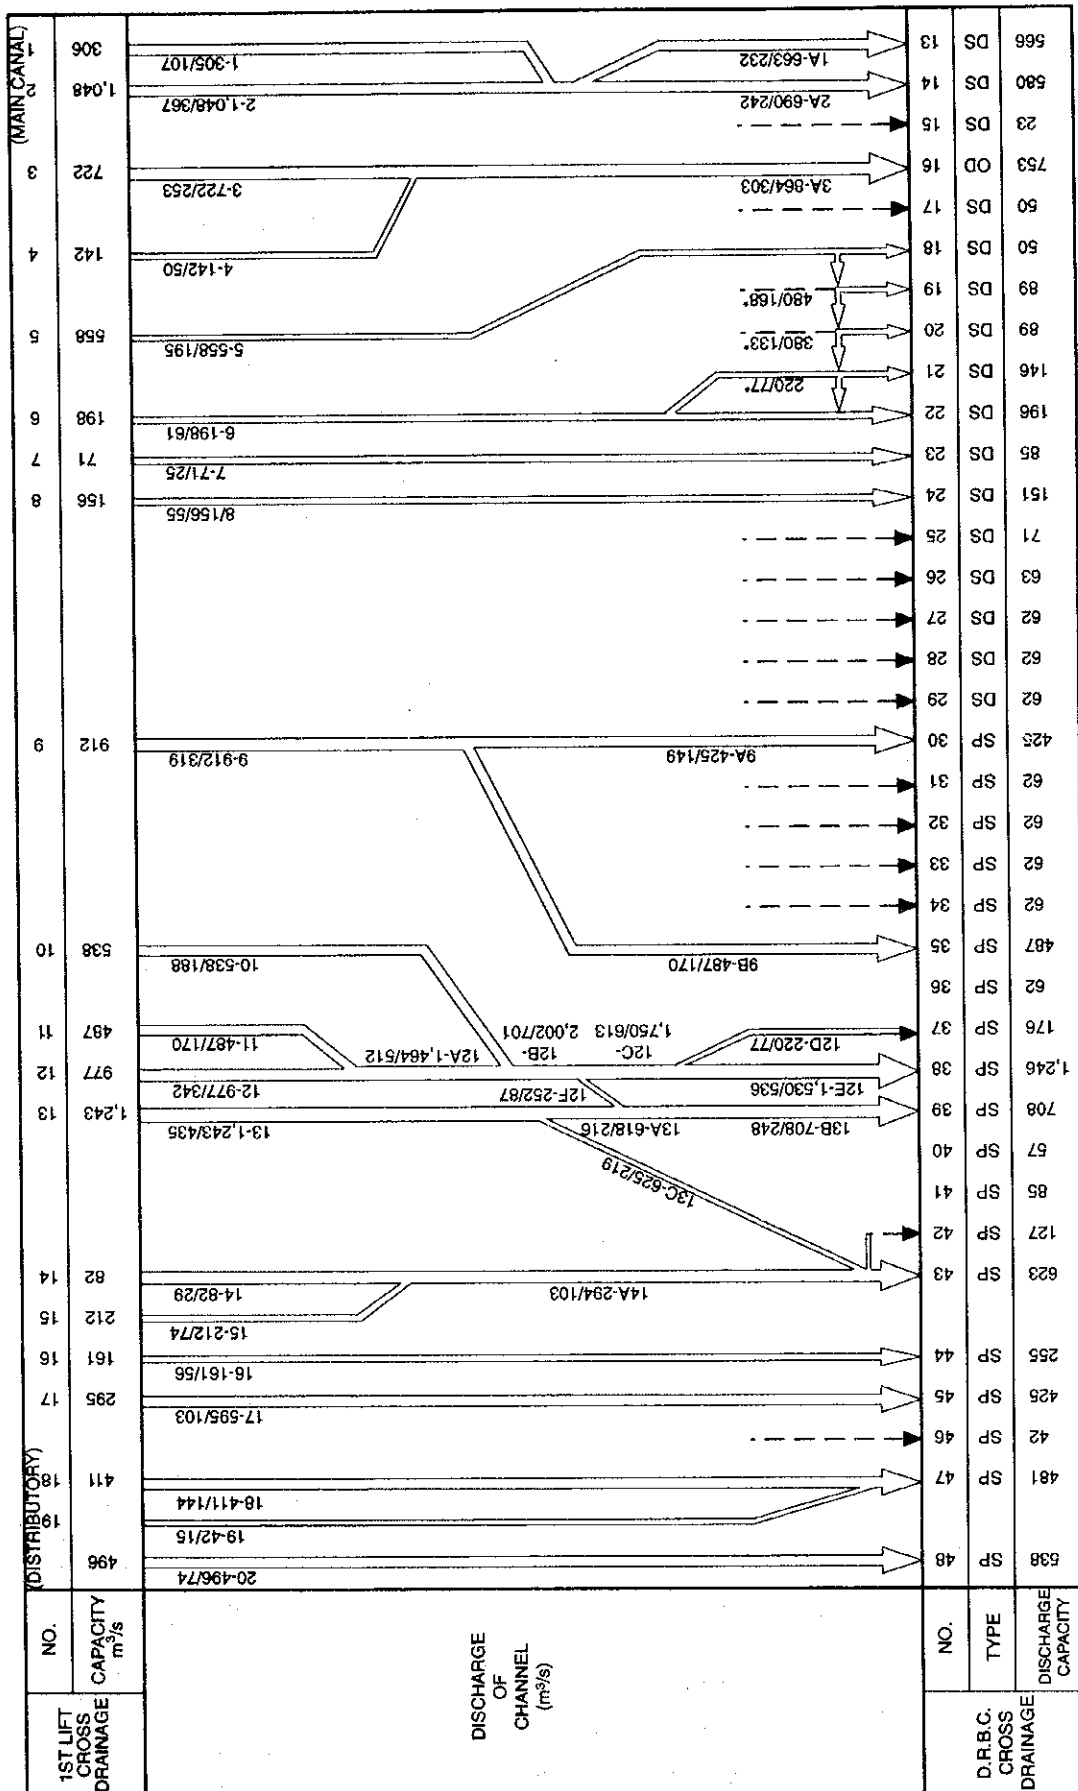 (MAIN CANAL)
1 306 1-305/107 1A-663/232 13 DS 566
2 1,048 2-1,048/367 2A-690/242 14 DS 580
15 DS 23
3 722 3-722/253 3A-864/303 16 OD 753
17 DS 50
4 142 4-142/50 18 DS 50
480/168* 19 DS 89
5 558 5-558/195 380/133* 20 DS 89
220/77* 21 DS 146
6 198 6-198/61 22 DS 196
7 71 7-71/25 23 DS 85
8 156 8/156/55 24 DS 151
25 DS 71
26 DS 63
27 DS 62
28 DS 62
29 DS 62
9 912 9-912/319 9A-425/149 30 SP 425
31 SP 62
32 SP 62
33 SP 62
34 SP 62
10 538 10-538/188 9B-487/170 35 SP 487
36 SP 62
11 487 11-487/170 12A-1,464/512 12B-2,002/701 12C-1,750/613 12D-220/77 37 SP 176
12 977 12-977/342 12F-252/87 12E-1,530/536 38 SP 1,246
13 1,243 13-1,243/435 13A-618/216 13B-708/248 39 SP 708
13C-625/219 40 SP 57
41 SP 85
42 SP 127
14 82 14-82/29 14A-294/103 43 SP 623
15 212 15-212/74
16 161 16-161/56 44 SP 255
17 295 17-595/103 45 SP 425
46 SP 42
18 411 18-411/144 47 SP 481
19 19-42/15
496 20-496/74 48 SP 538
(DISTRIBUTORY)
NO.
CAPACITY
m³/s
1ST LIFT
CROSS
DRAINAGE
DISCHARGE
OF
CHANNEL
(m³/s)
NO.
TYPE
DISCHARGE
CAPACITY
D.R.B.C.
CROSS
DRAINAGE